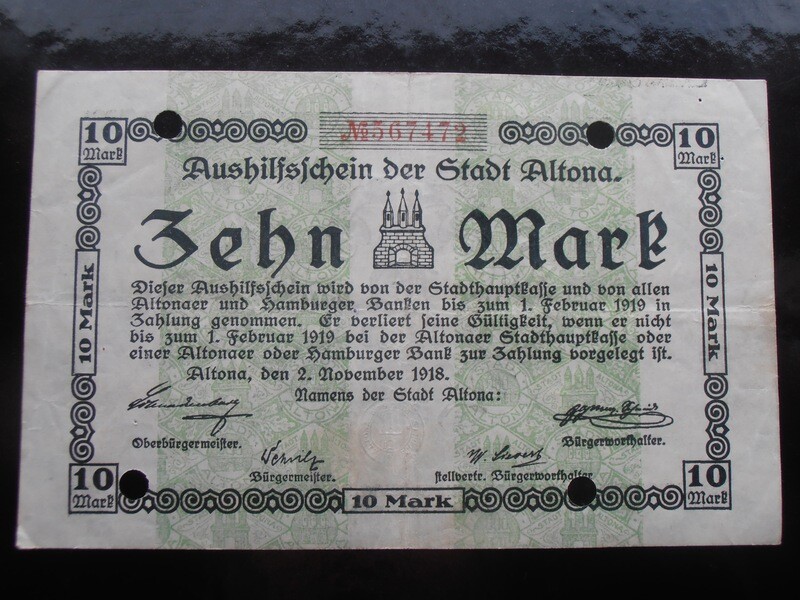 10 Mark
№567472
10 Mark
Aushilfsschein der Stadt Altona.
Zehn Mark
Dieser Aushilfsschein wird von der Stadthauptkasse und von allen
Altonaer und Hamburger Banken bis zum 1. Februar 1919 in
Zahlung genommen. Er verliert seine Gültigkeit, wenn er nicht
bis zum 1. Februar 1919 bei der Altonaer Stadthauptkasse oder
einer Altonaer oder Hamburger Bank zur Zahlung vorgelegt ist.
Altona, den 2. November 1918.
Namens der Stadt Altona:
10 Mark
10 Mark
Oberbürgermeister.
Bürgerworthalter.
Bürgermeister.
W. Sievert
stellvertr. Bürgerworthalter
10 Mark
10 Mark
10 Mark